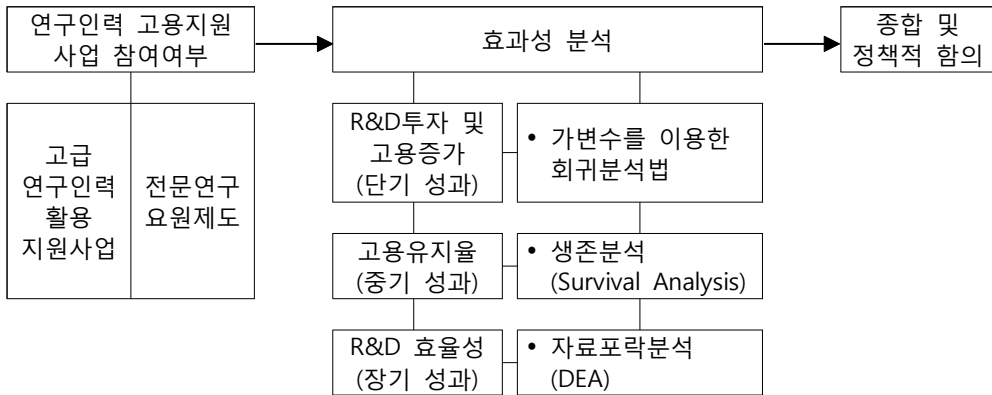 연구인력 고용지원
사업 참여여부
효과성 분석
종합 및
정책적 함의
고급
연구인력
활용
지원사업
전문연구
요원제도
R&D투자 및
고용증가
(단기 성과)
• 가변수를 이용한
회귀분석법
고용유지율
(중기 성과)
• 생존분석
(Survival Analysis)
R&D 효율성
(장기 성과)
• 자료포락분석
(DEA)